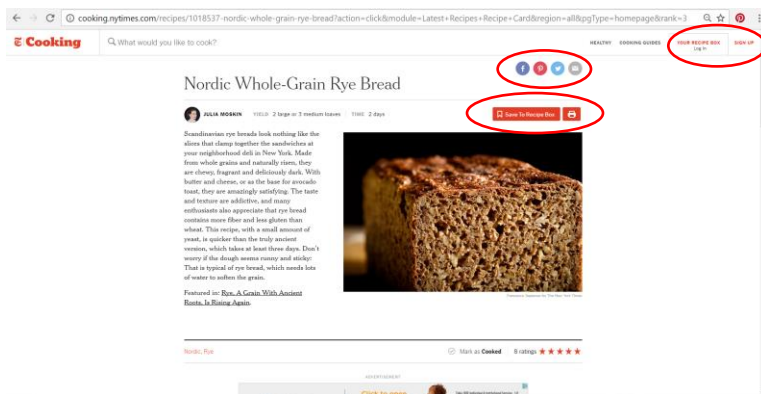 cooking.nytimes.com/recipes/1018537-nordic-whole-grain-rye-bread?action=click&module=Latest+Recipes+Recipe+Card&region=all&pgType=homepage&rank=3
Cooking
What would you like to cook?
HEALTHY COOKING GUIDES YOUR RECIPE BOX SIGN UP
Log In
Nordic Whole-Grain Rye Bread
JULIA MOSKIN YIELD 2 large or 3 medium loaves TIME 2 days
Save To Recipe Box
Scandinavian rye breads look nothing like the
slices that clamp together the sandwiches at
your neighborhood deli in New York. Made
from whole grains and naturally risen, they
are chewy, fragrant and deliciously dark. With
butter and cheese, or as the base for avocado
toast, they are amazingly satisfying. The taste
and texture are addictive, and many
enthusiasts also appreciate that rye bread
contains more fiber and less gluten than
wheat. This recipe, with a small amount of
yeast, is quicker than the truly ancient
version, which takes at least three days. Don't
worry if the dough seems runny and sticky:
That is typical of rye bread, which needs lots
of water to soften the grain.
Featured in: Rye, A Grain With Ancient
Roots, Is Rising Again.
for The New York Times
Nordic, Rye
Mark as Cooked 8 ratings
ADVERTISEMENT
Click to open